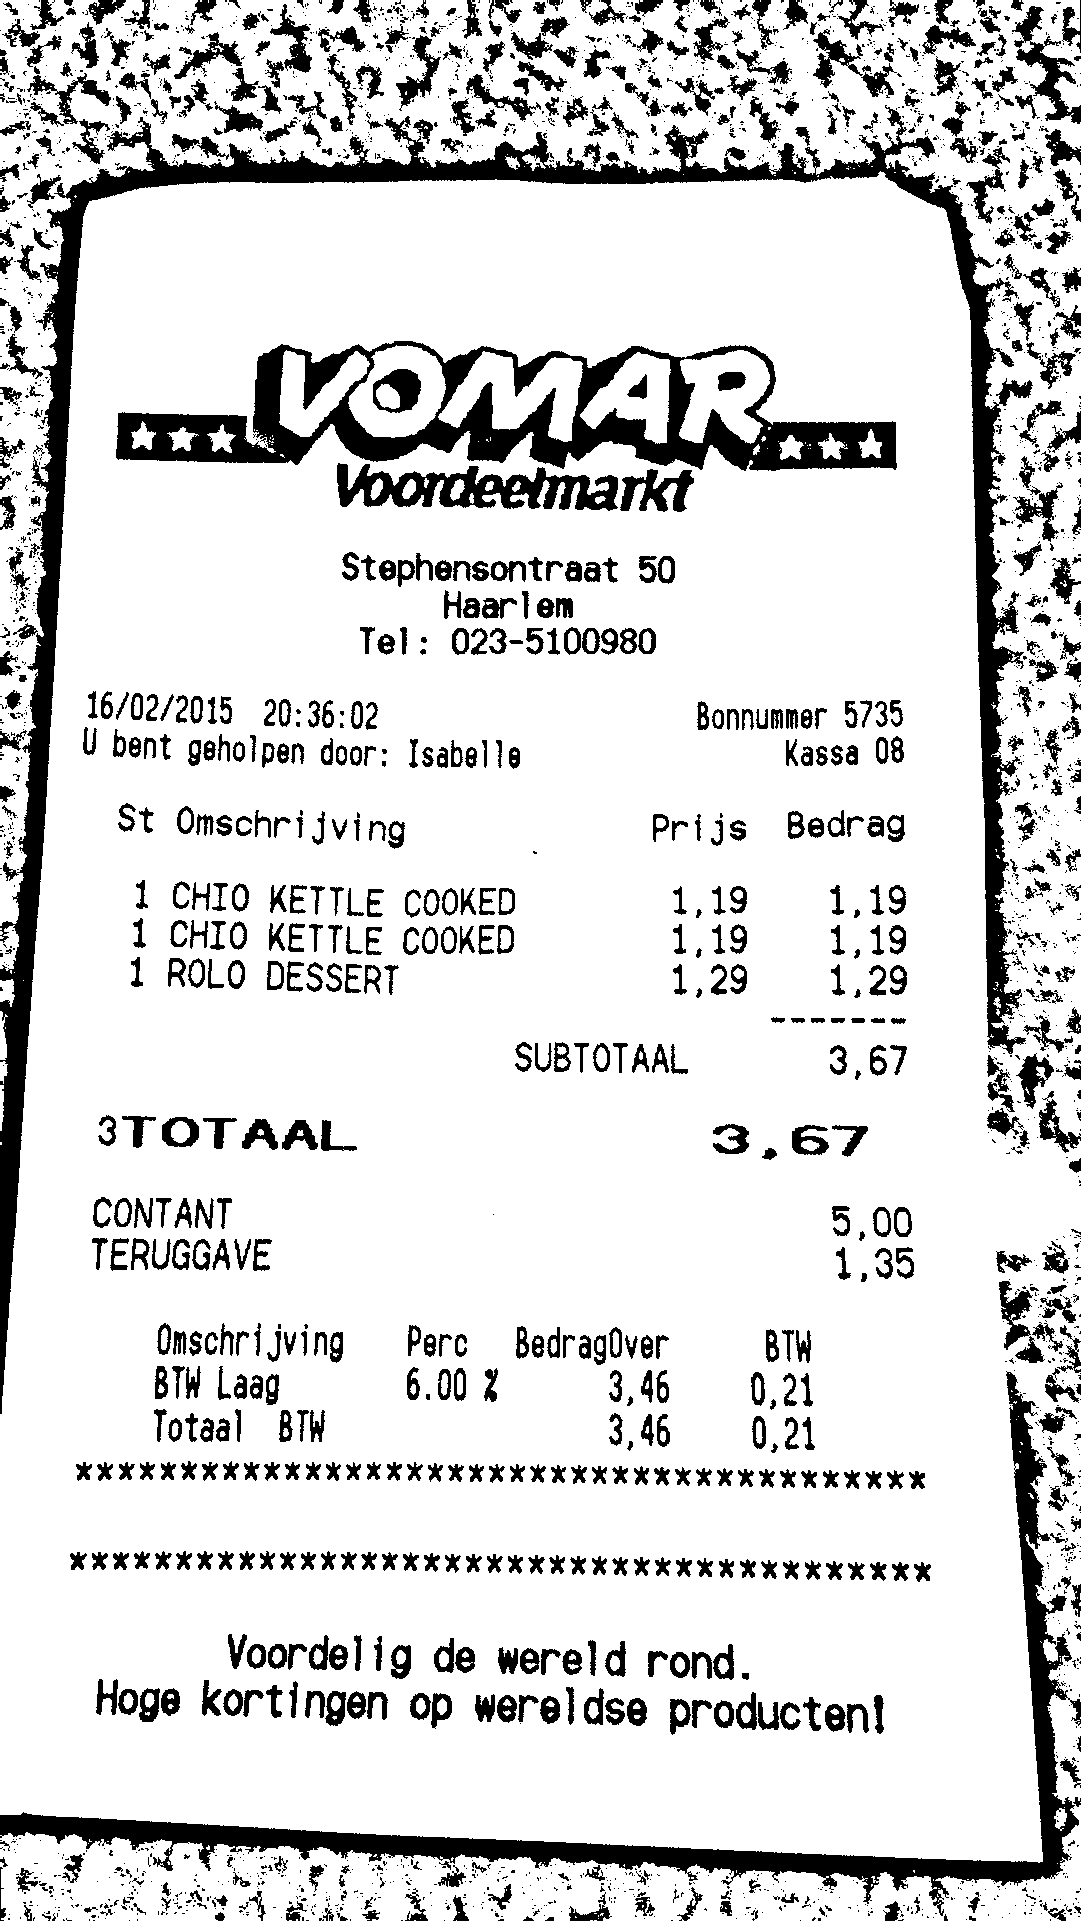 VOMAR
Voordeelmarkt
Stephensontraat 50
Haarlem
Tel: 023-5100980
16/02/2015 20:36:02 Bonnummer 5735
U bent geholpen door: Isabelle Kassa 08
St Omschrijving Prijs Bedrag
1 CHIO KETTLE COOKED 1,19 1,19
1 CHIO KETTLE COOKED 1,19 1,19
1 ROLO DESSERT 1,29 1,29
-------
SUBTOTAAL 3,67
3TOTAAL 3,67
CONTANT 5,00
TERUGGAVE 1,35
Omschrijving Perc BedragOver BTW
BTW Laag 6.00 % 3,46 0,21
Totaal BTW 3,46 0,21
*****************************************
*****************************************
Voordelig de wereld rond.
Hoge kortingen op wereldse producten!